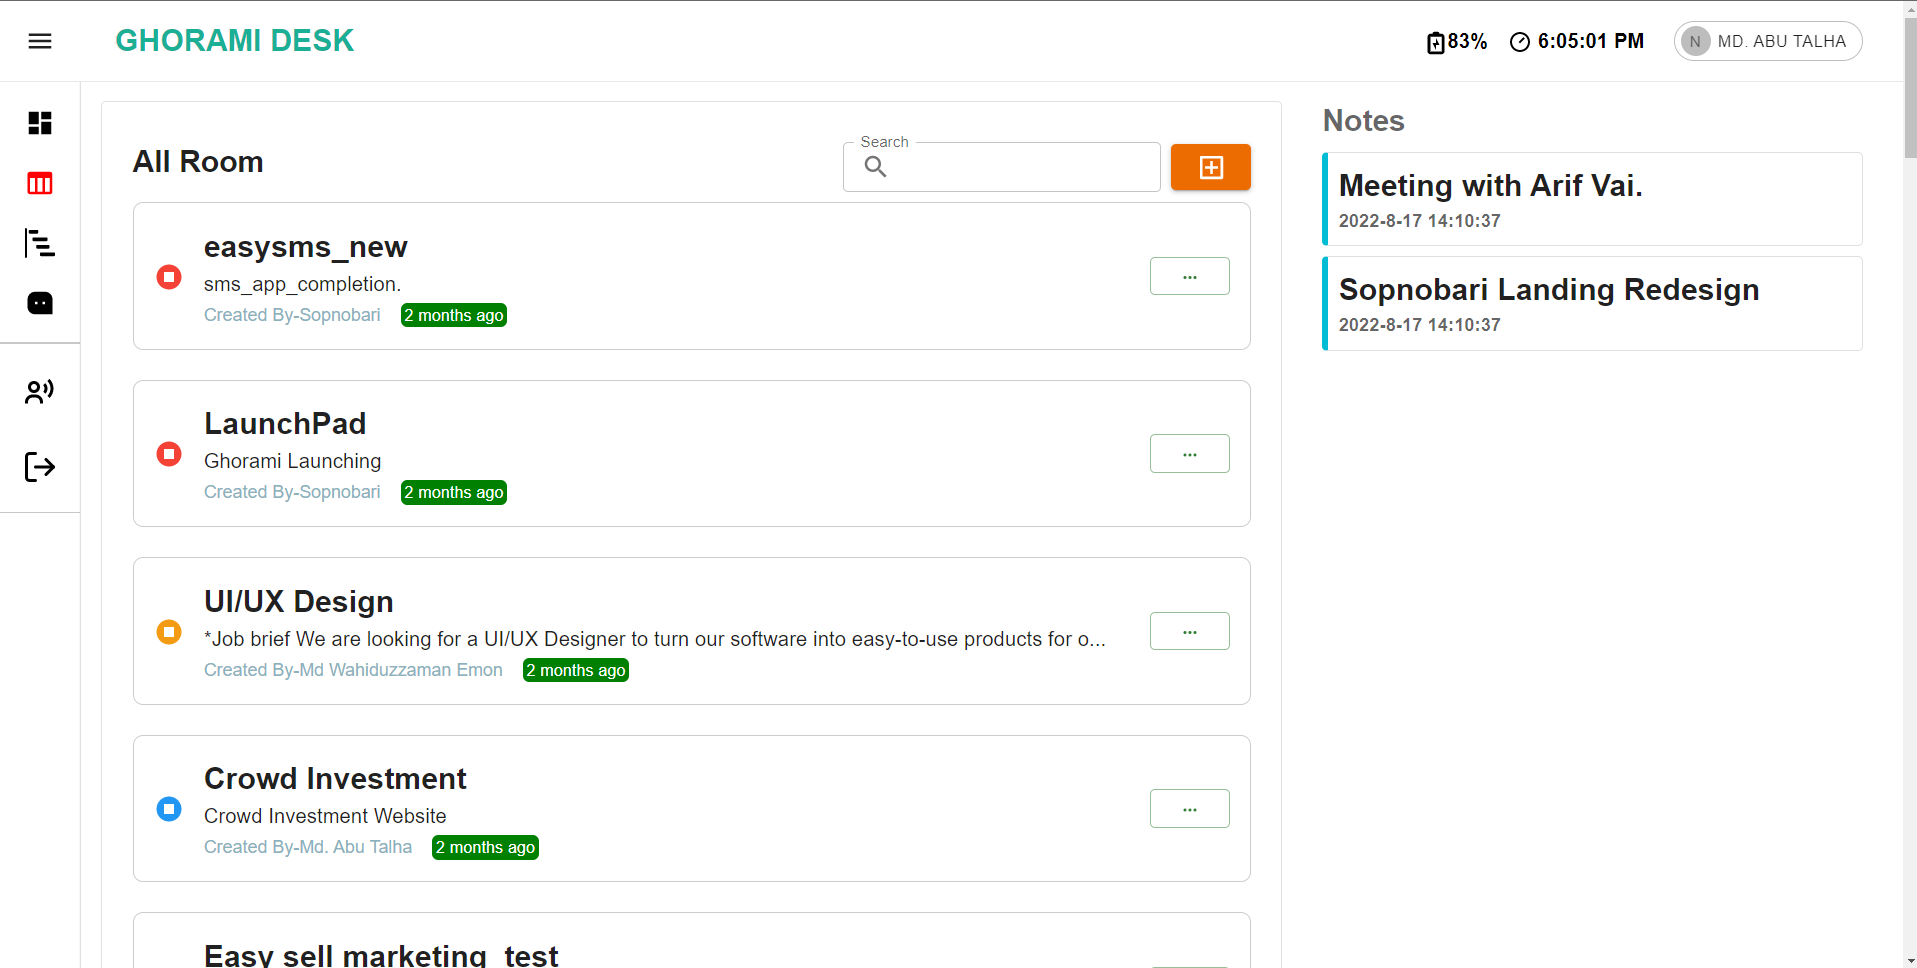 GHORAMI DESK
83%
6:05:01 PM
N
MD. ABU TALHA
All Room
Search
easysms_new
sms_app_completion.
Created By-Sopnobari
2 months ago
...
LaunchPad
Ghorami Launching
Created By-Sopnobari
2 months ago
...
UI/UX Design
*Job brief We are looking for a UI/UX Designer to turn our software into easy-to-use products for o...
Created By-Md Wahiduzzaman Emon
2 months ago
...
Crowd Investment
Crowd Investment Website
Created By-Md. Abu Talha
2 months ago
...
Easy sell marketing_test
Notes
Meeting with Arif Vai.
2022-8-17 14:10:37
Sopnobari Landing Redesign
2022-8-17 14:10:37